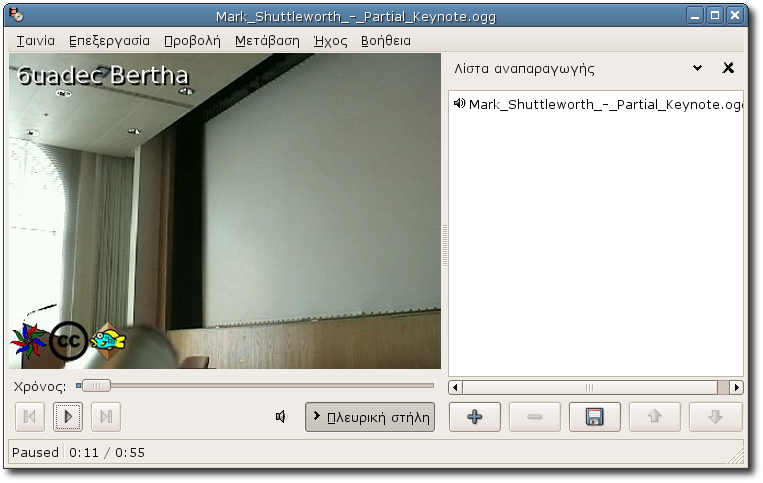 Mark_Shuttleworth_-_Partial_Keynote.ogg
Ταινία Επεξεργασία Προβολή Μετάβαση Ήχος Βοήθεια
6uadec Bertha
Λίστα αναπαραγωγής
Mark_Shuttleworth_-_Partial_Keynote.ogg
cc
Χρόνος:
Πλευρική στήλη
Paused 0:11 / 0:55